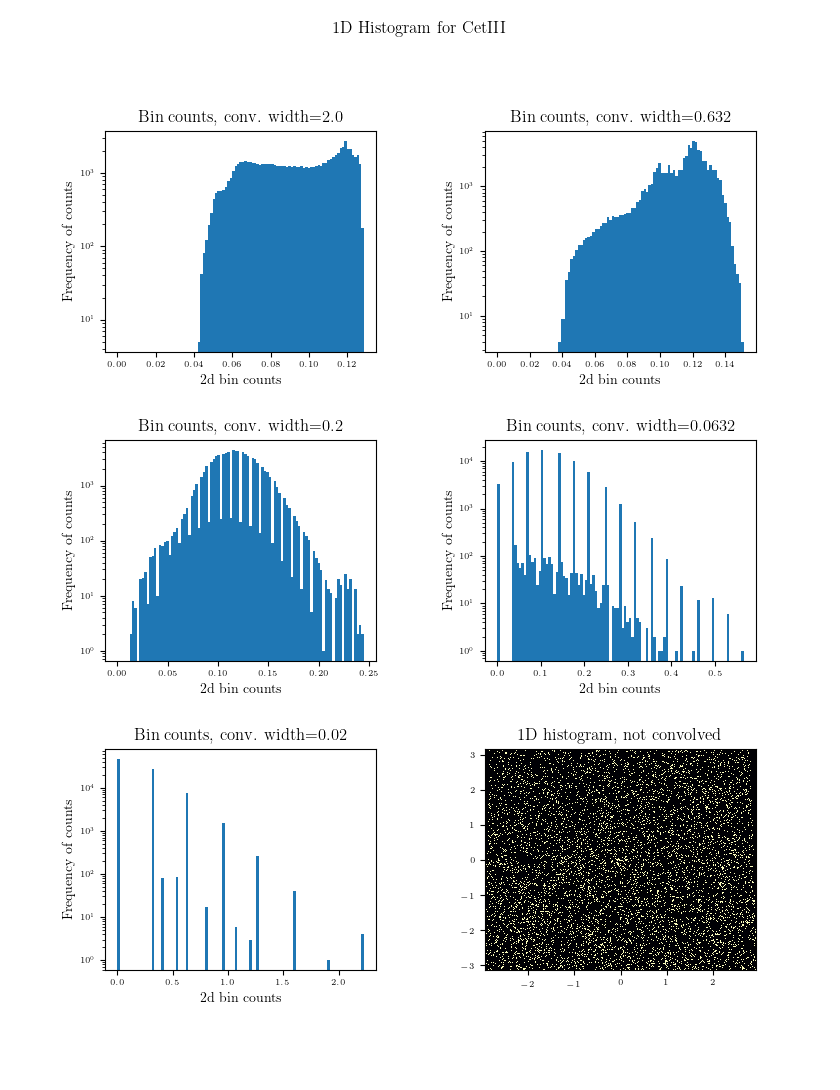 1D Histogram for CetIII
Bin counts, conv. width=2.0
Frequency of counts
10³
10²
10¹
0.00 0.02 0.04 0.06 0.08 0.10 0.12
2d bin counts
Bin counts, conv. width=0.632
Frequency of counts
10³
10²
10¹
0.00 0.02 0.04 0.06 0.08 0.10 0.12 0.14
2d bin counts
Bin counts, conv. width=0.2
Frequency of counts
10³
10²
10¹
10⁰
0.00 0.05 0.10 0.15 0.20 0.25
2d bin counts
Bin counts, conv. width=0.0632
Frequency of counts
10⁴
10³
10²
10¹
10⁰
0.0 0.1 0.2 0.3 0.4 0.5
2d bin counts
Bin counts, conv. width=0.02
Frequency of counts
10⁴
10³
10²
10¹
10⁰
0.0 0.5 1.0 1.5 2.0
2d bin counts
1D histogram, not convolved
3
2
1
0
−1
−2
−3
−2 −1 0 1 2